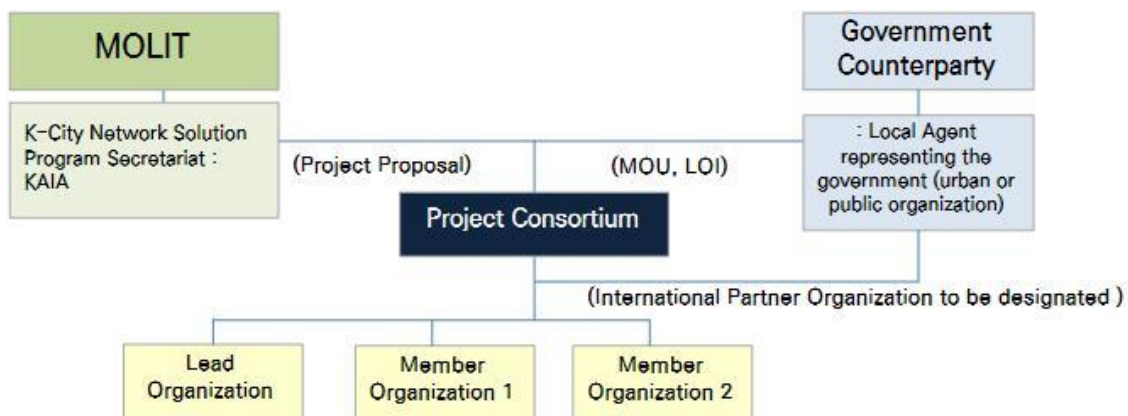 MOLIT
K-City Network Solution
Program Secretariat :
KAIA
Government
Counterparty
: Local Agent
representing the
government (urban or
public organization)
(Project Proposal)
(MOU, LOI)
Project Consortium
(International Partner Organization to be designated )
Lead
Organization
Member
Organization 1
Member
Organization 2